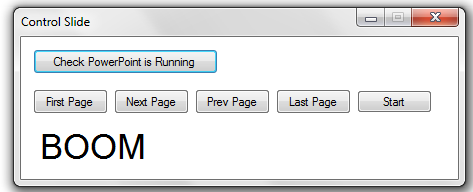 Control Slide
Check PowerPoint is Running
First Page Next Page Prev Page Last Page Start
BOOM